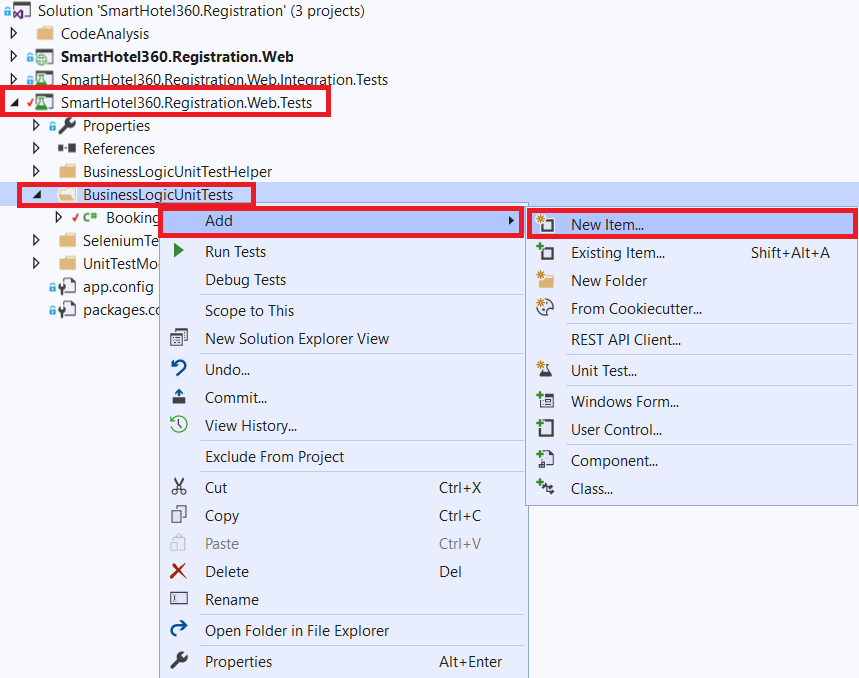 Solution 'SmartHotel360.Registration' (3 projects)
CodeAnalysis
SmartHotel360.Registration.Web
SmartHotel360.Registration.Web.Integration.Tests
SmartHotel360.Registration.Web.Tests
Properties
References
BusinessLogicUnitTestHelper
BusinessLogicUnitTests
C# Booking
SeleniumTe
UnitTestMo
app.config
packages.co
Add
Run Tests
Debug Tests
Scope to This
New Solution Explorer View
Undo...
Commit...
View History...
Exclude From Project
Cut Ctrl+X
Copy Ctrl+C
Paste Ctrl+V
Delete Del
Rename
Open Folder in File Explorer
Properties Alt+Enter
New Item...
Existing Item... Shift+Alt+A
New Folder
From Cookiecutter...
REST API Client...
Unit Test...
Windows Form...
User Control...
Component...
Class...